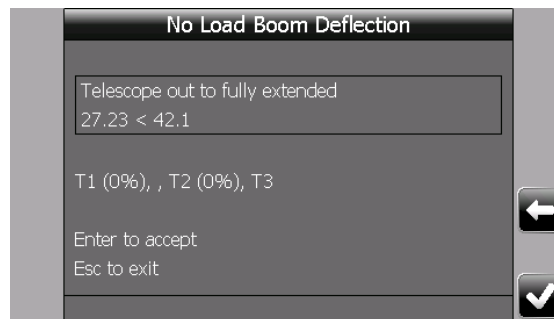 No Load Boom Deflection
Telescope out to fully extended
27.23 < 42.1
T1 (0%), , T2 (0%), T3
Enter to accept
Esc to exit